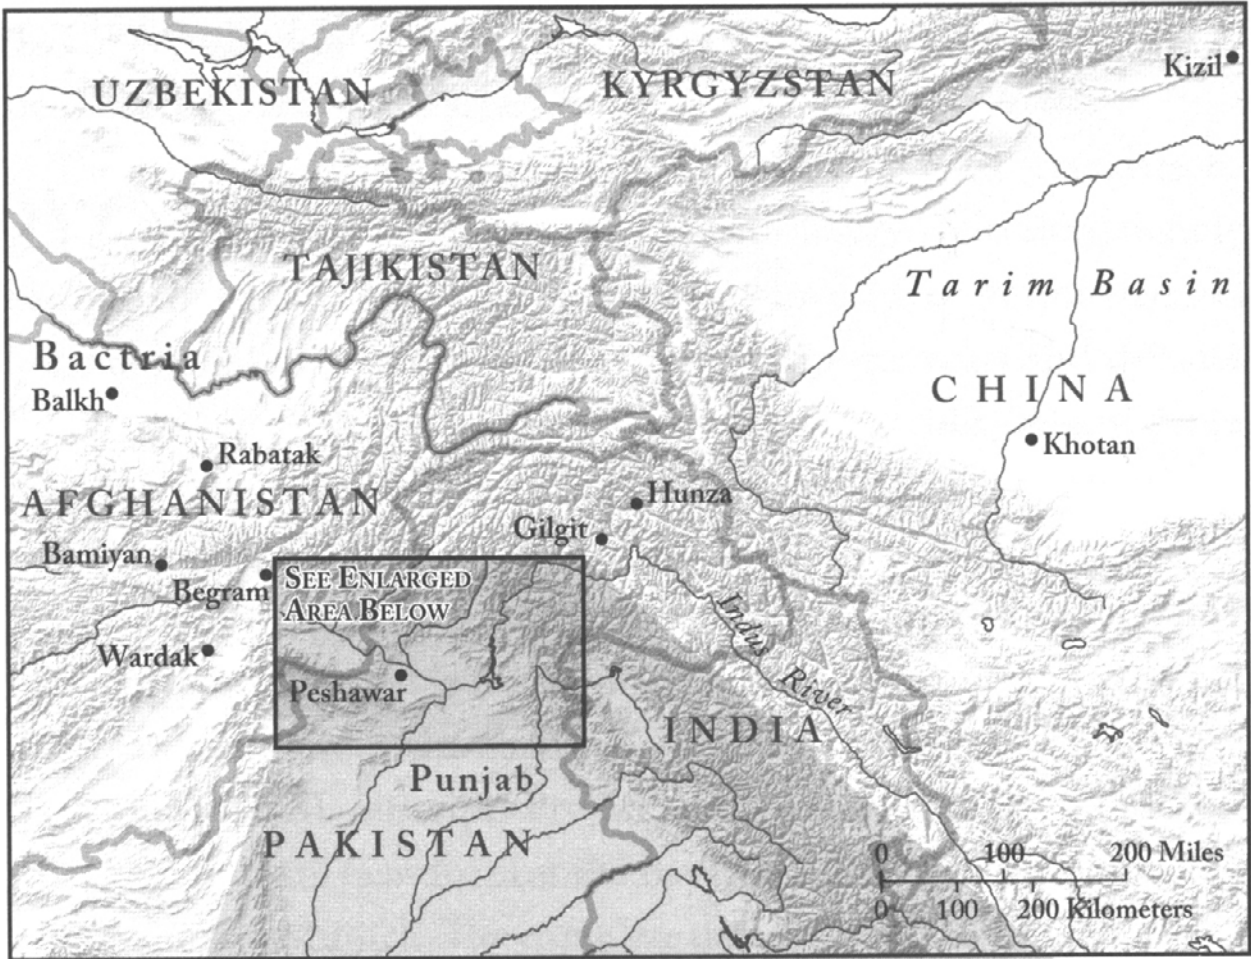 Kizil
UZBEKISTAN
KYRGYZSTAN
TAJIKISTAN
Tarim Basin
Bactria
Balkh
CHINA
Khotan
Rabatak
AFGHANISTAN
Hunza
Gilgit
Bamiyan
Begram
SEE ENLARGED
AREA BELOW
Indus River
Wardak
Peshawar
INDIA
Punjab
PAKISTAN
0 100 200 Miles
0 100 200 Kilometers